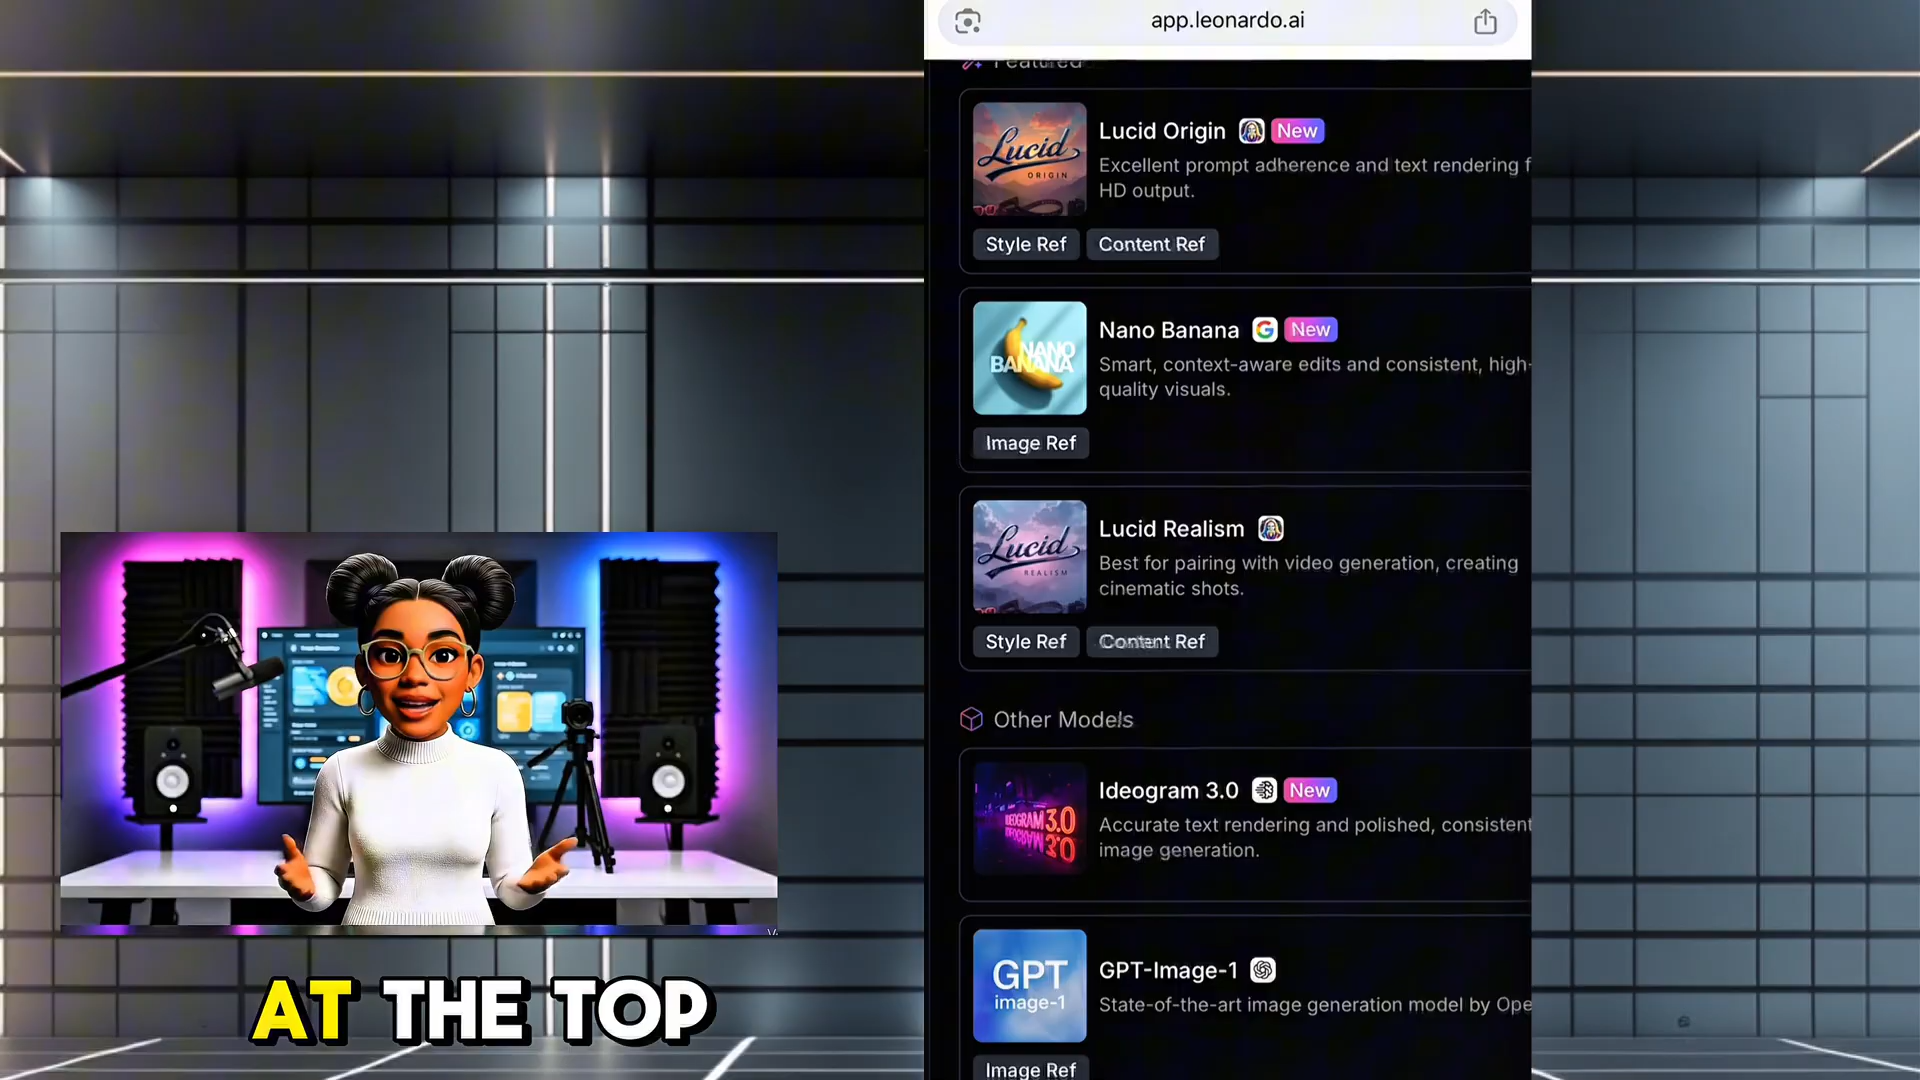 app.leonardo.ai
Featured
Lucid Origin New
Excellent prompt adherence and text rendering f
HD output.
Style Ref Content Ref
Lucid
ORIGIN
Nano Banana New
Smart, context-aware edits and consistent, high-
quality visuals.
Image Ref
NANO
BANANA
Lucid Realism
Best for pairing with video generation, creating
cinematic shots.
Style Ref Content Ref
Lucid
REALISM
Other Models
Ideogram 3.0 New
Accurate text rendering and polished, consistent
image generation.
IDEOGRAM 3.0
GPT-Image-1
State-of-the-art image generation model by Ope
GPT
image-1
Image Ref
AT THE TOP